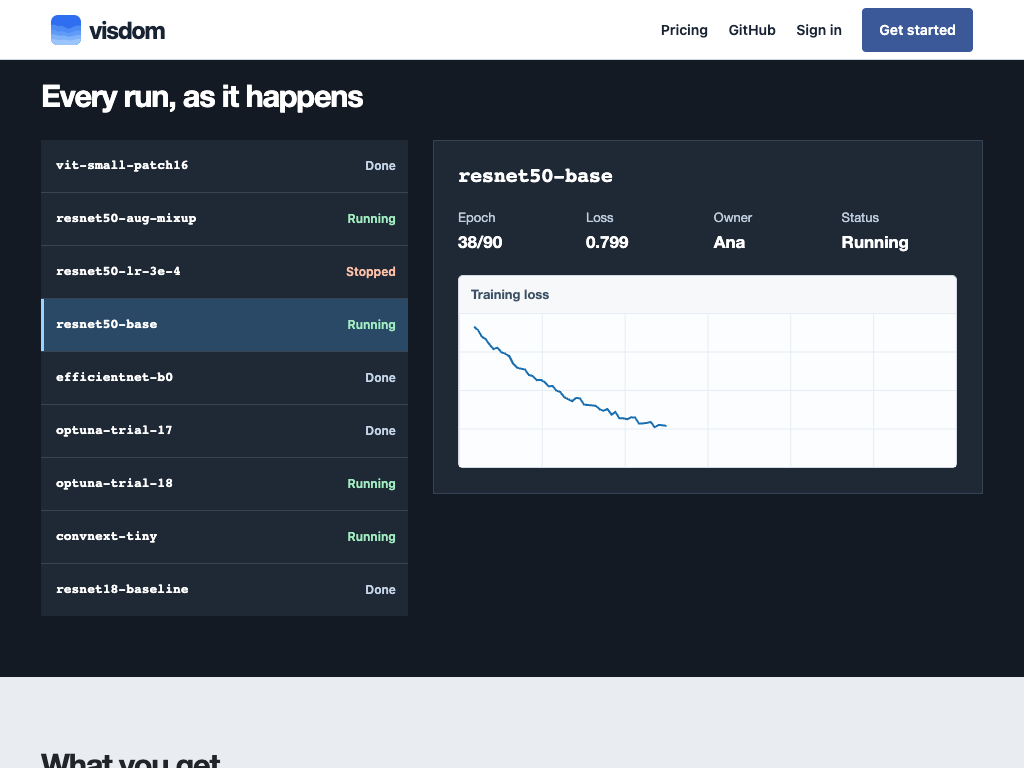 visdom
Pricing GitHub Sign in Get started
Every run, as it happens
vit-small-patch16 Done
resnet50-aug-mixup Running
resnet50-lr-3e-4 Stopped
resnet50-base Running
efficientnet-b0 Done
optuna-trial-17 Done
optuna-trial-18 Running
convnext-tiny Running
resnet18-baseline Done
resnet50-base
Epoch Loss Owner Status
38/90 0.799 Ana Running
Training loss
What you get